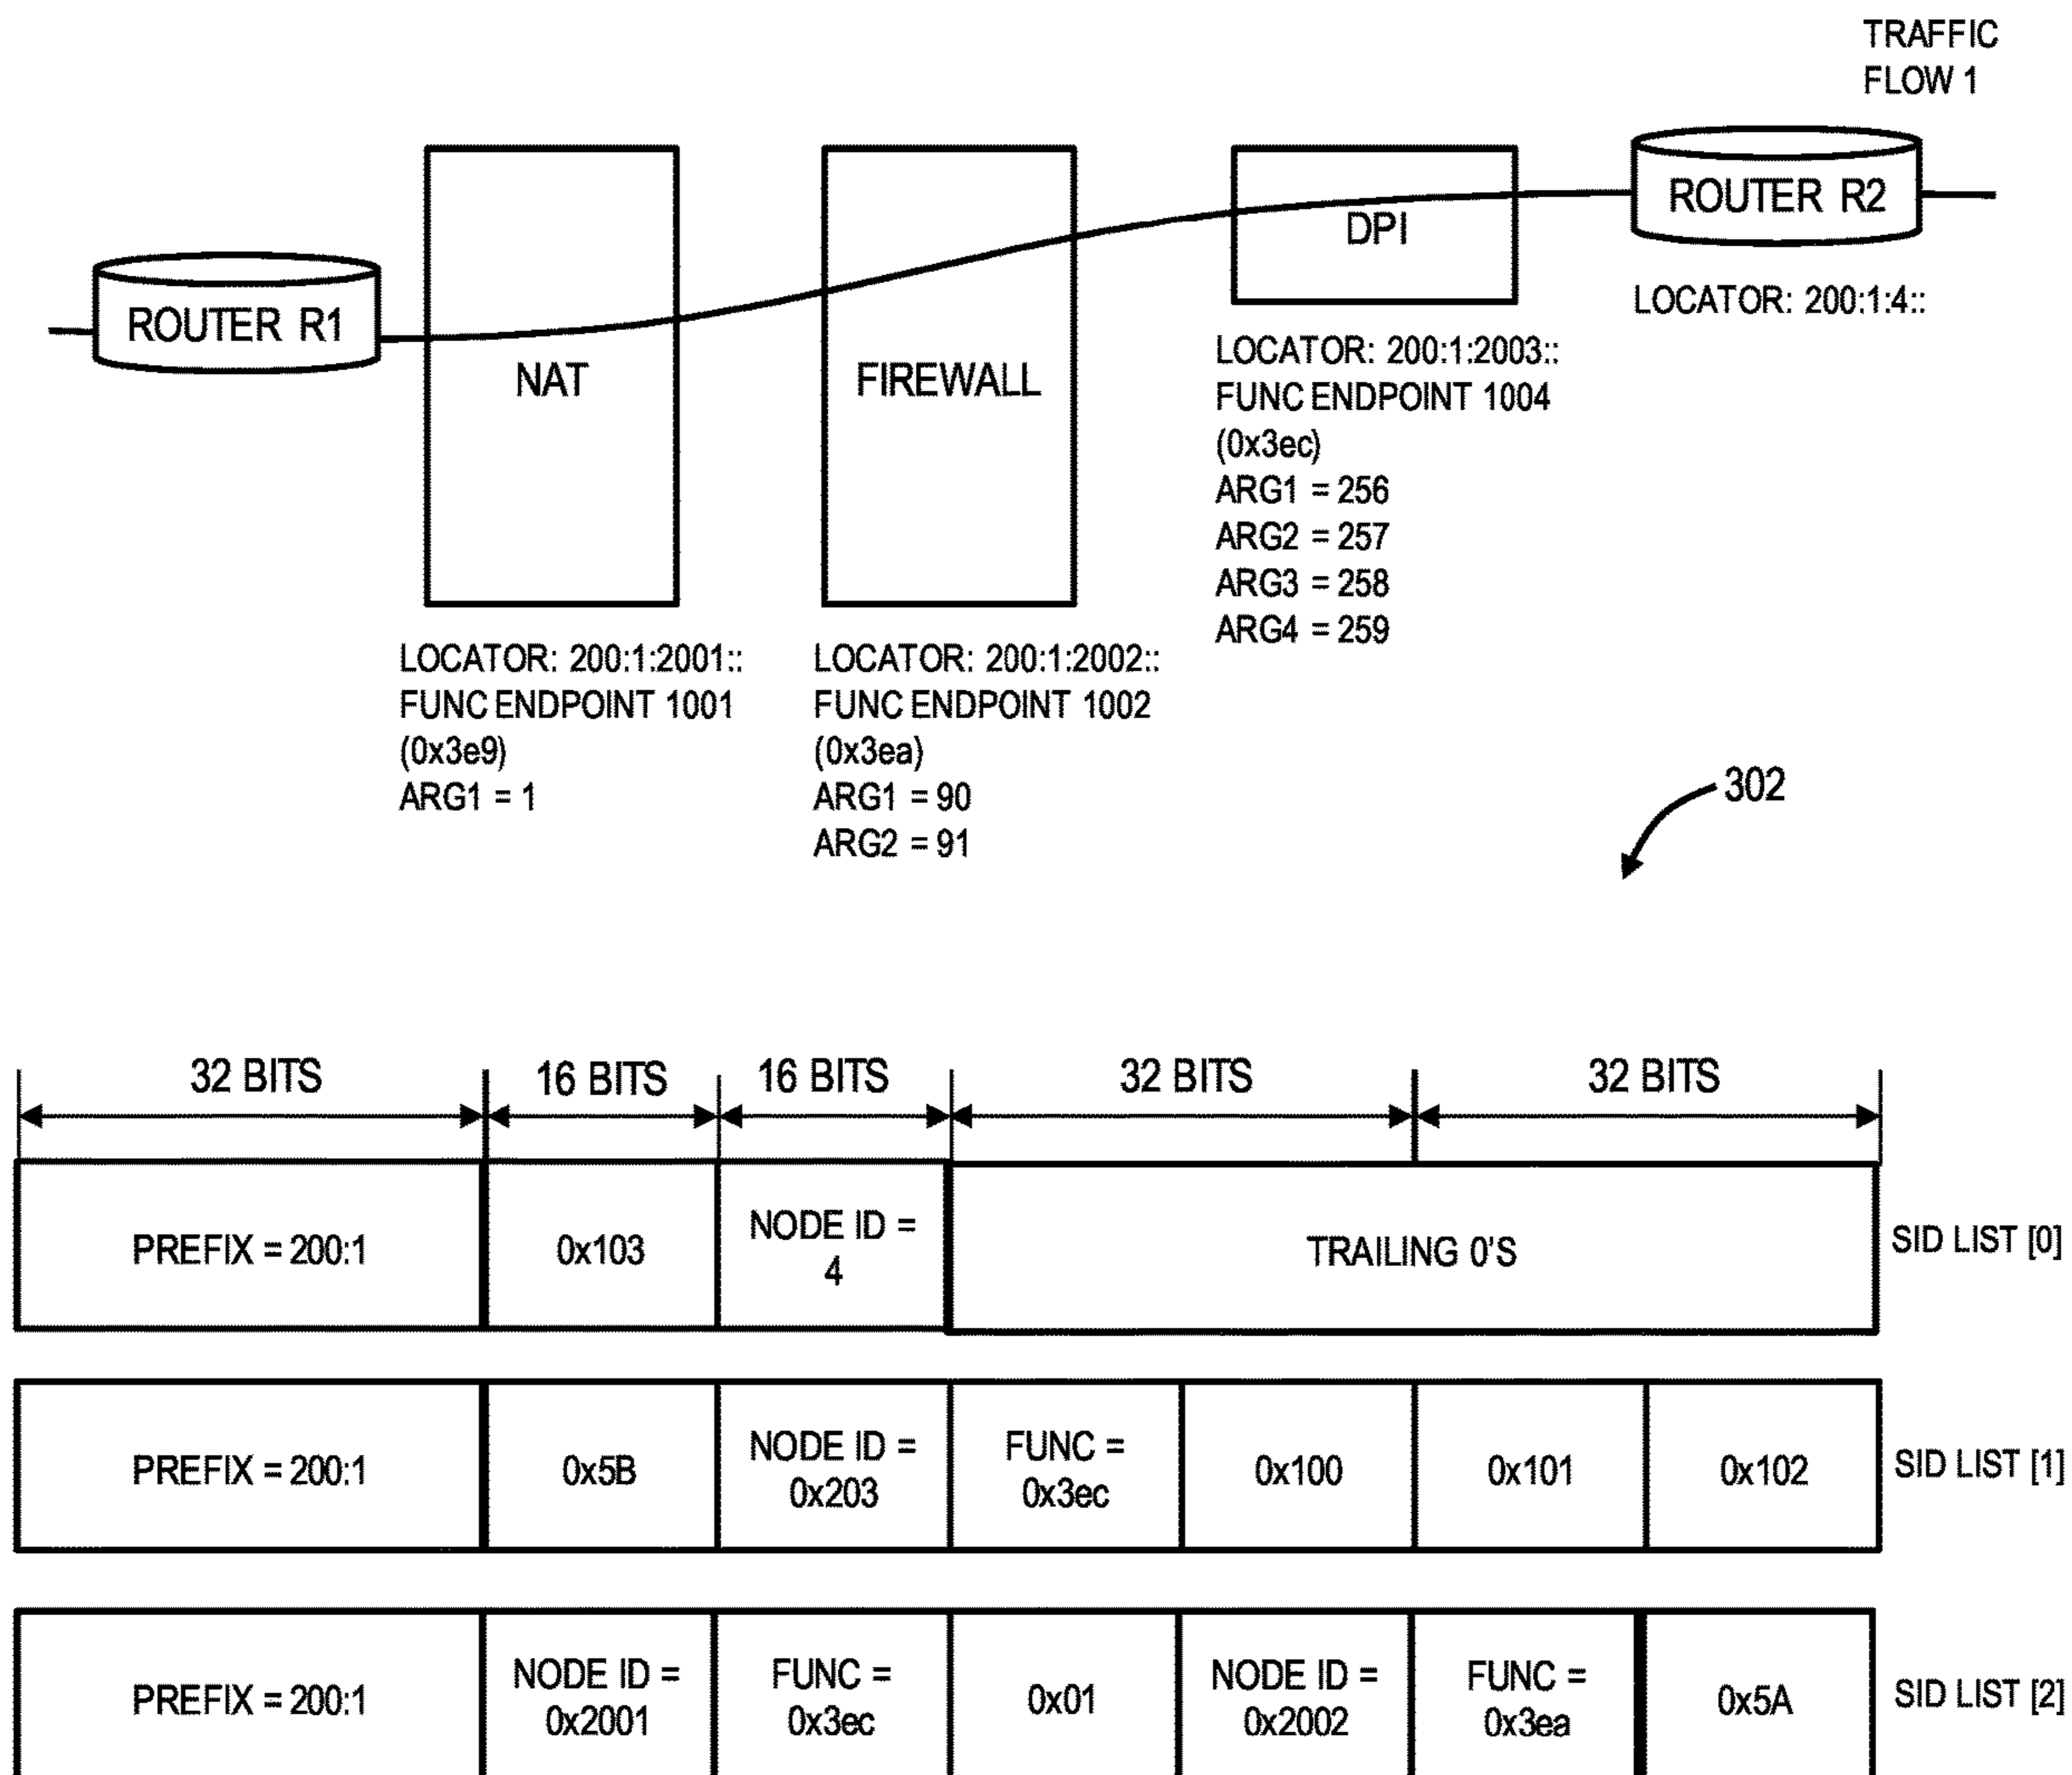 TRAFFIC
FLOW 1
ROUTER R1
NAT
FIREWALL
DPI
ROUTER R2
LOCATOR: 200:1:4::
LOCATOR: 200:1:2003::
FUNC ENDPOINT 1004
(0x3ec)
ARG1 = 256
ARG2 = 257
ARG3 = 258
ARG4 = 259
LOCATOR: 200:1:2001::
FUNC ENDPOINT 1001
(0x3e9)
ARG1 = 1
LOCATOR: 200:1:2002::
FUNC ENDPOINT 1002
(0x3ea)
ARG1 = 90
ARG2 = 91
302
32 BITS
16 BITS
16 BITS
32 BITS
32 BITS
PREFIX = 200:1
0x103
NODE ID =
4
TRAILING 0'S
SID LIST [0]
PREFIX = 200:1
0x5B
NODE ID =
0x203
FUNC =
0x3ec
0x100
0x101
0x102
SID LIST [1]
PREFIX = 200:1
NODE ID =
0x2001
FUNC =
0x3ec
0x01
NODE ID =
0x2002
FUNC =
0x3ea
0x5A
SID LIST [2]